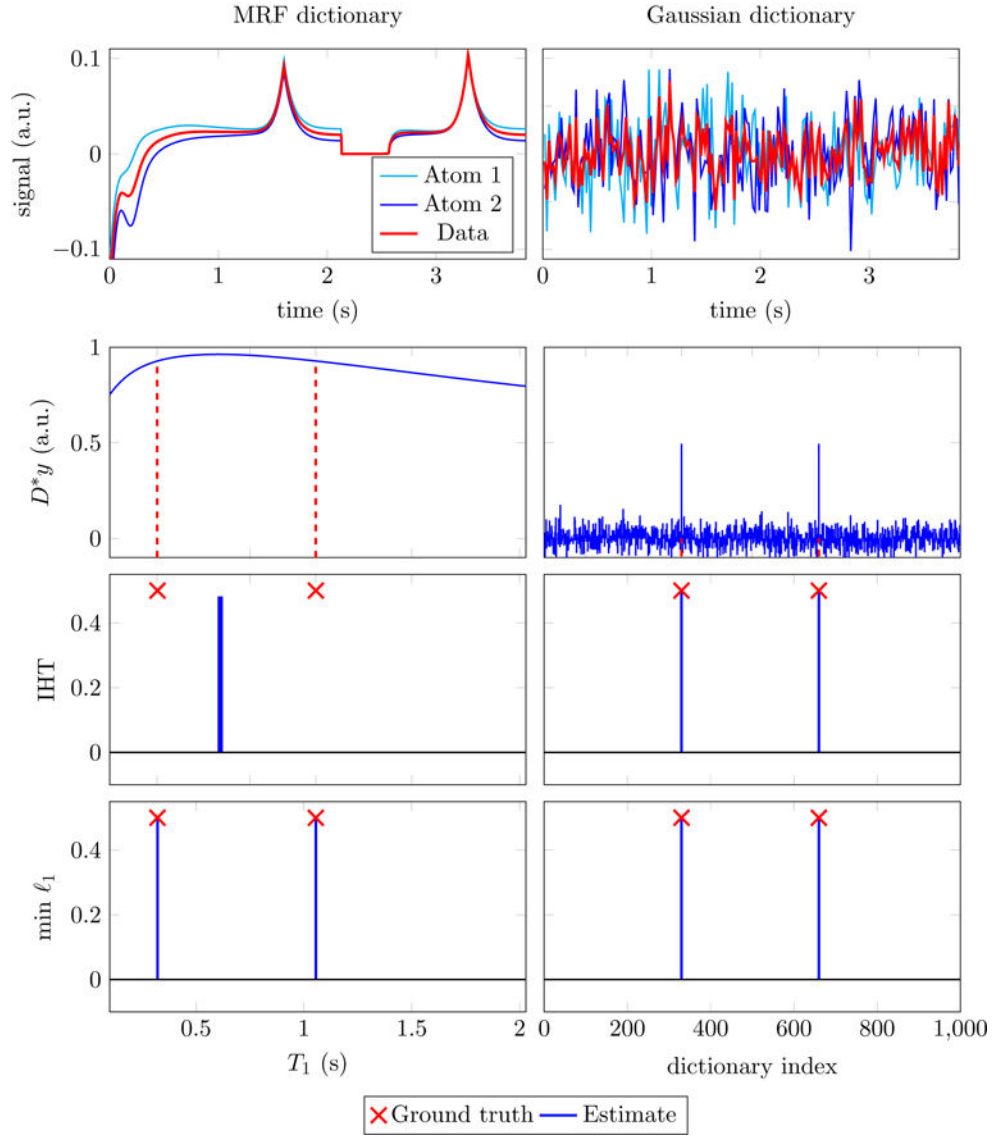 MRF dictionary
Gaussian dictionary
signal (a.u.)
0.1
0
−0.1
Atom 1
Atom 2
Data
0 1 2 3
0 1 2 3
time (s)
time (s)
D*y (a.u.)
1
0.5
0
IHT
0.4
0.2
0
min ℓ1
0.4
0.2
0
0.5 1 1.5 2
0 200 400 600 800 1,000
T1 (s)
dictionary index
Ground truth Estimate